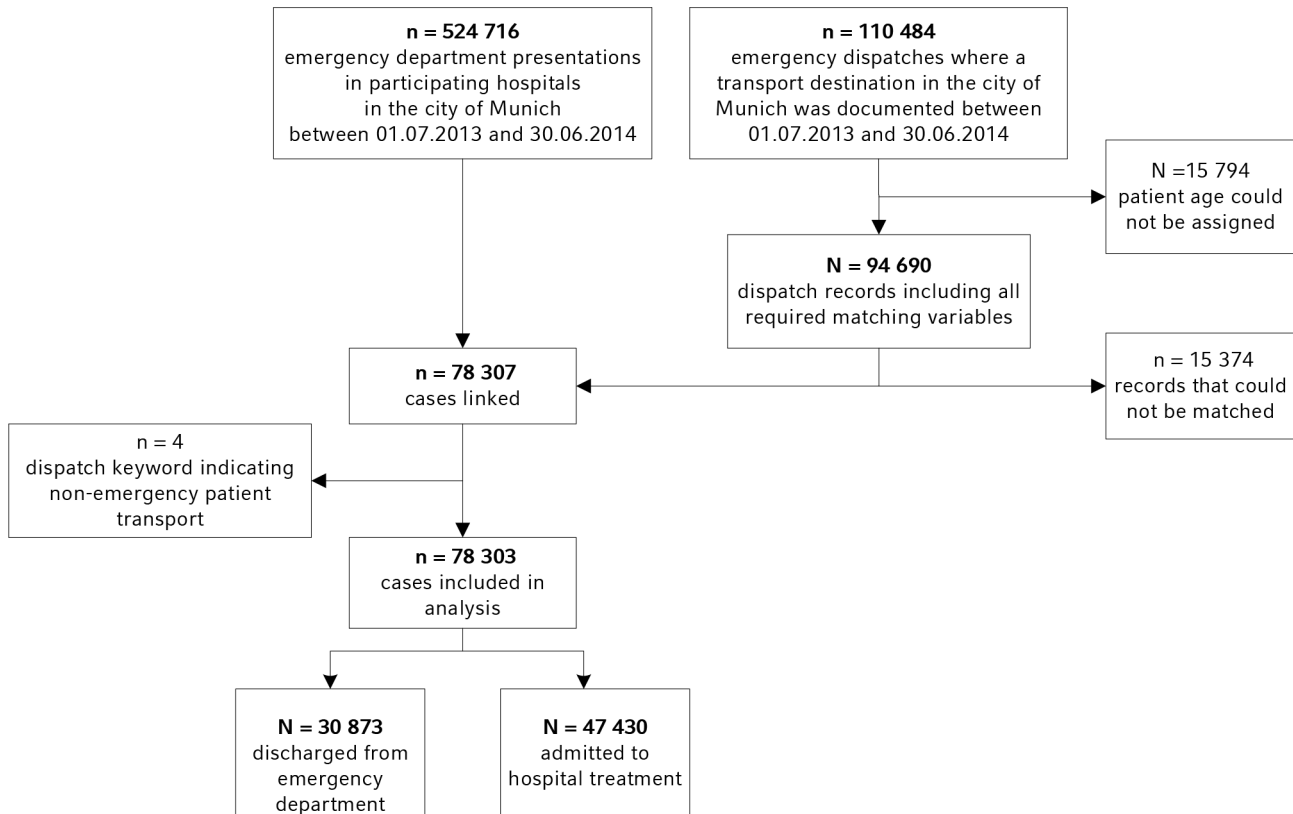 n = 524 716
emergency department presentations
in participating hospitals
in the city of Munich
between 01.07.2013 and 30.06.2014
n = 110 484
emergency dispatches where a
transport destination in the city of
Munich was documented between
01.07.2013 and 30.06.2014
N =15 794
patient age could
not be assigned
N = 94 690
dispatch records including all
required matching variables
n = 15 374
records that could
not be matched
n = 78 307
cases linked
n = 4
dispatch keyword indicating
non-emergency patient
transport
n = 78 303
cases included in
analysis
N = 30 873
discharged from
emergency
department
N = 47 430
admitted to
hospital treatment